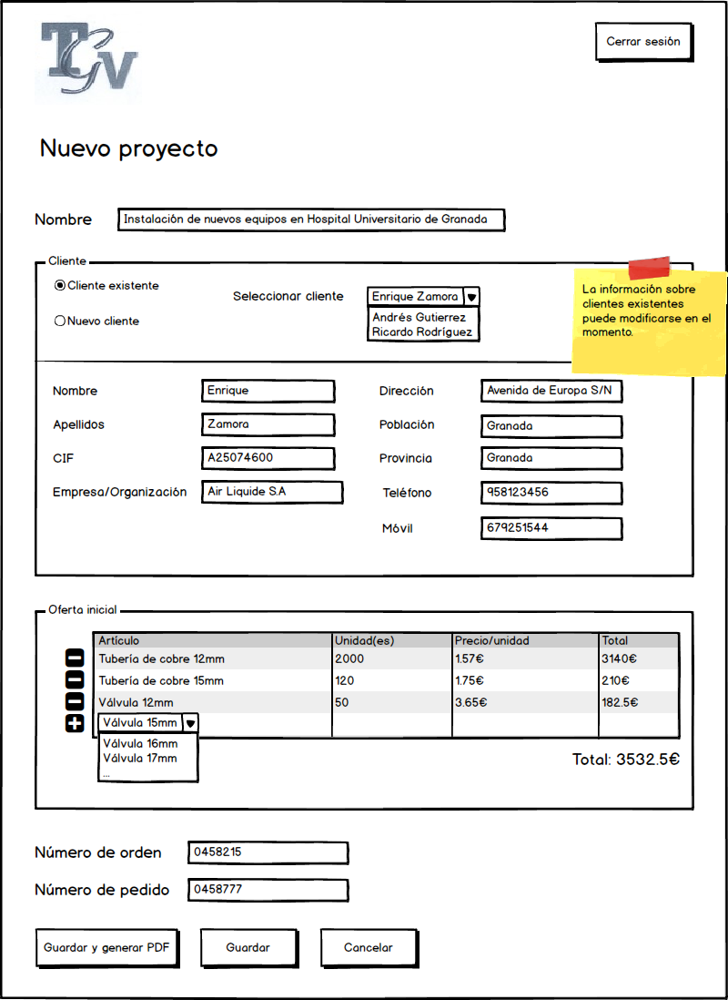 TGV
Cerrar sesión
Nuevo proyecto
Nombre Instalación de nuevos equipos en Hospital Universitario de Granada
Cliente
Cliente existente
Nuevo cliente
Seleccionar cliente Enrique Zamora
Andrés Gutierrez
Ricardo Rodríguez
La información sobre
clientes existentes
puede modificarse en el
momento.
Nombre Enrique Dirección Avenida de Europa S/N
Apellidos Zamora Población Granada
CIF A25074600 Provincia Granada
Empresa/Organización Air Liquide S.A Teléfono 958123456
Móvil 679251544
Oferta inicial
Artículo Unidad(es) Precio/unidad Total
Tubería de cobre 12mm 2000 1.57€ 3140€
Tubería de cobre 15mm 120 1.75€ 210€
Válvula 12mm 50 3.65€ 182.5€
Válvula 15mm
Válvula 16mm
Válvula 17mm
...
Total: 3532.5€
Número de orden 0458215
Número de pedido 0458777
Guardar y generar PDF Guardar Cancelar